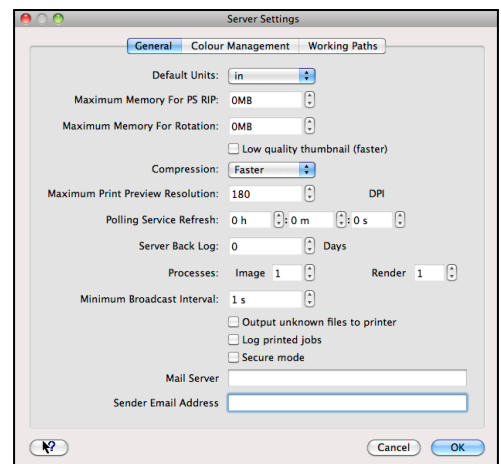 Server Settings
General Colour Management Working Paths
Default Units: in
Maximum Memory For PS RIP: 0MB
Maximum Memory For Rotation: 0MB
Low quality thumbnail (faster)
Compression: Faster
Maximum Print Preview Resolution: 180 DPI
Polling Service Refresh: 0 h : 0 m : 0 s
Server Back Log: 0 Days
Processes: Image 1 Render 1
Minimum Broadcast Interval: 1 s
Output unknown files to printer
Log printed jobs
Secure mode
Mail Server
Sender Email Address
? Cancel OK